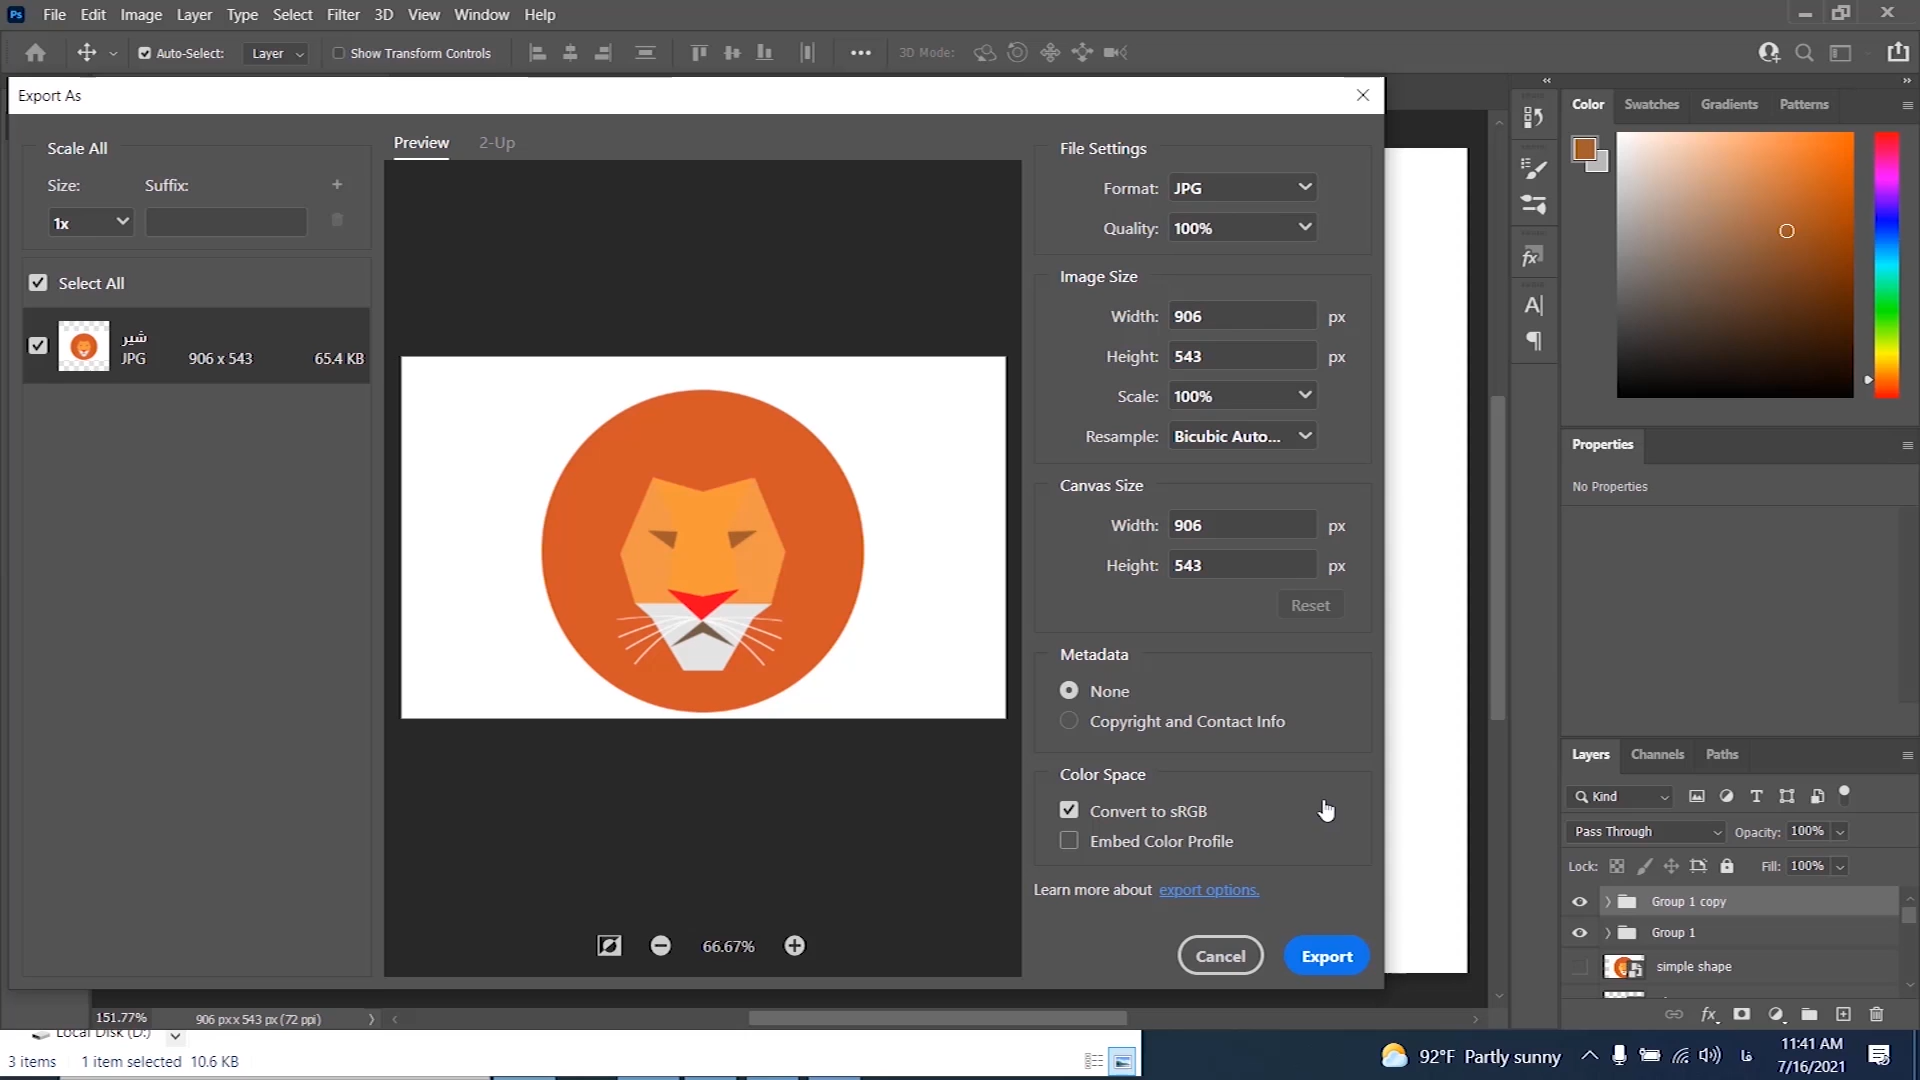 Ps File Edit Image Layer Type Select Filter 3D View Window Help
Auto-Select: Layer Show Transform Controls 3D Mode:
Export As
Scale All
Size: Suffix:
1x
Select All
شیر
JPG 906 x 543 65.4 KB
Preview 2-Up
66.67%
File Settings
Format: JPG
Quality: 100%
Image Size
Width: 906 px
Height: 543 px
Scale: 100%
Resample: Bicubic Auto...
Canvas Size
Width: 906 px
Height: 543 px
Reset
Metadata
None
Copyright and Contact Info
Color Space
Convert to sRGB
Embed Color Profile
Learn more about export options.
Cancel Export
Color Swatches Gradients Patterns
Properties
No Properties
Layers Channels Paths
Kind
Pass Through Opacity: 100%
Lock: Fill: 100%
Group 1 copy
Group 1
simple shape
151.77% 906 px x 543 px (72 ppi)
Local Disk (D:)
3 items 1 item selected 10.6 KB
92°F Partly sunny فا 11:41 AM
7/16/2021